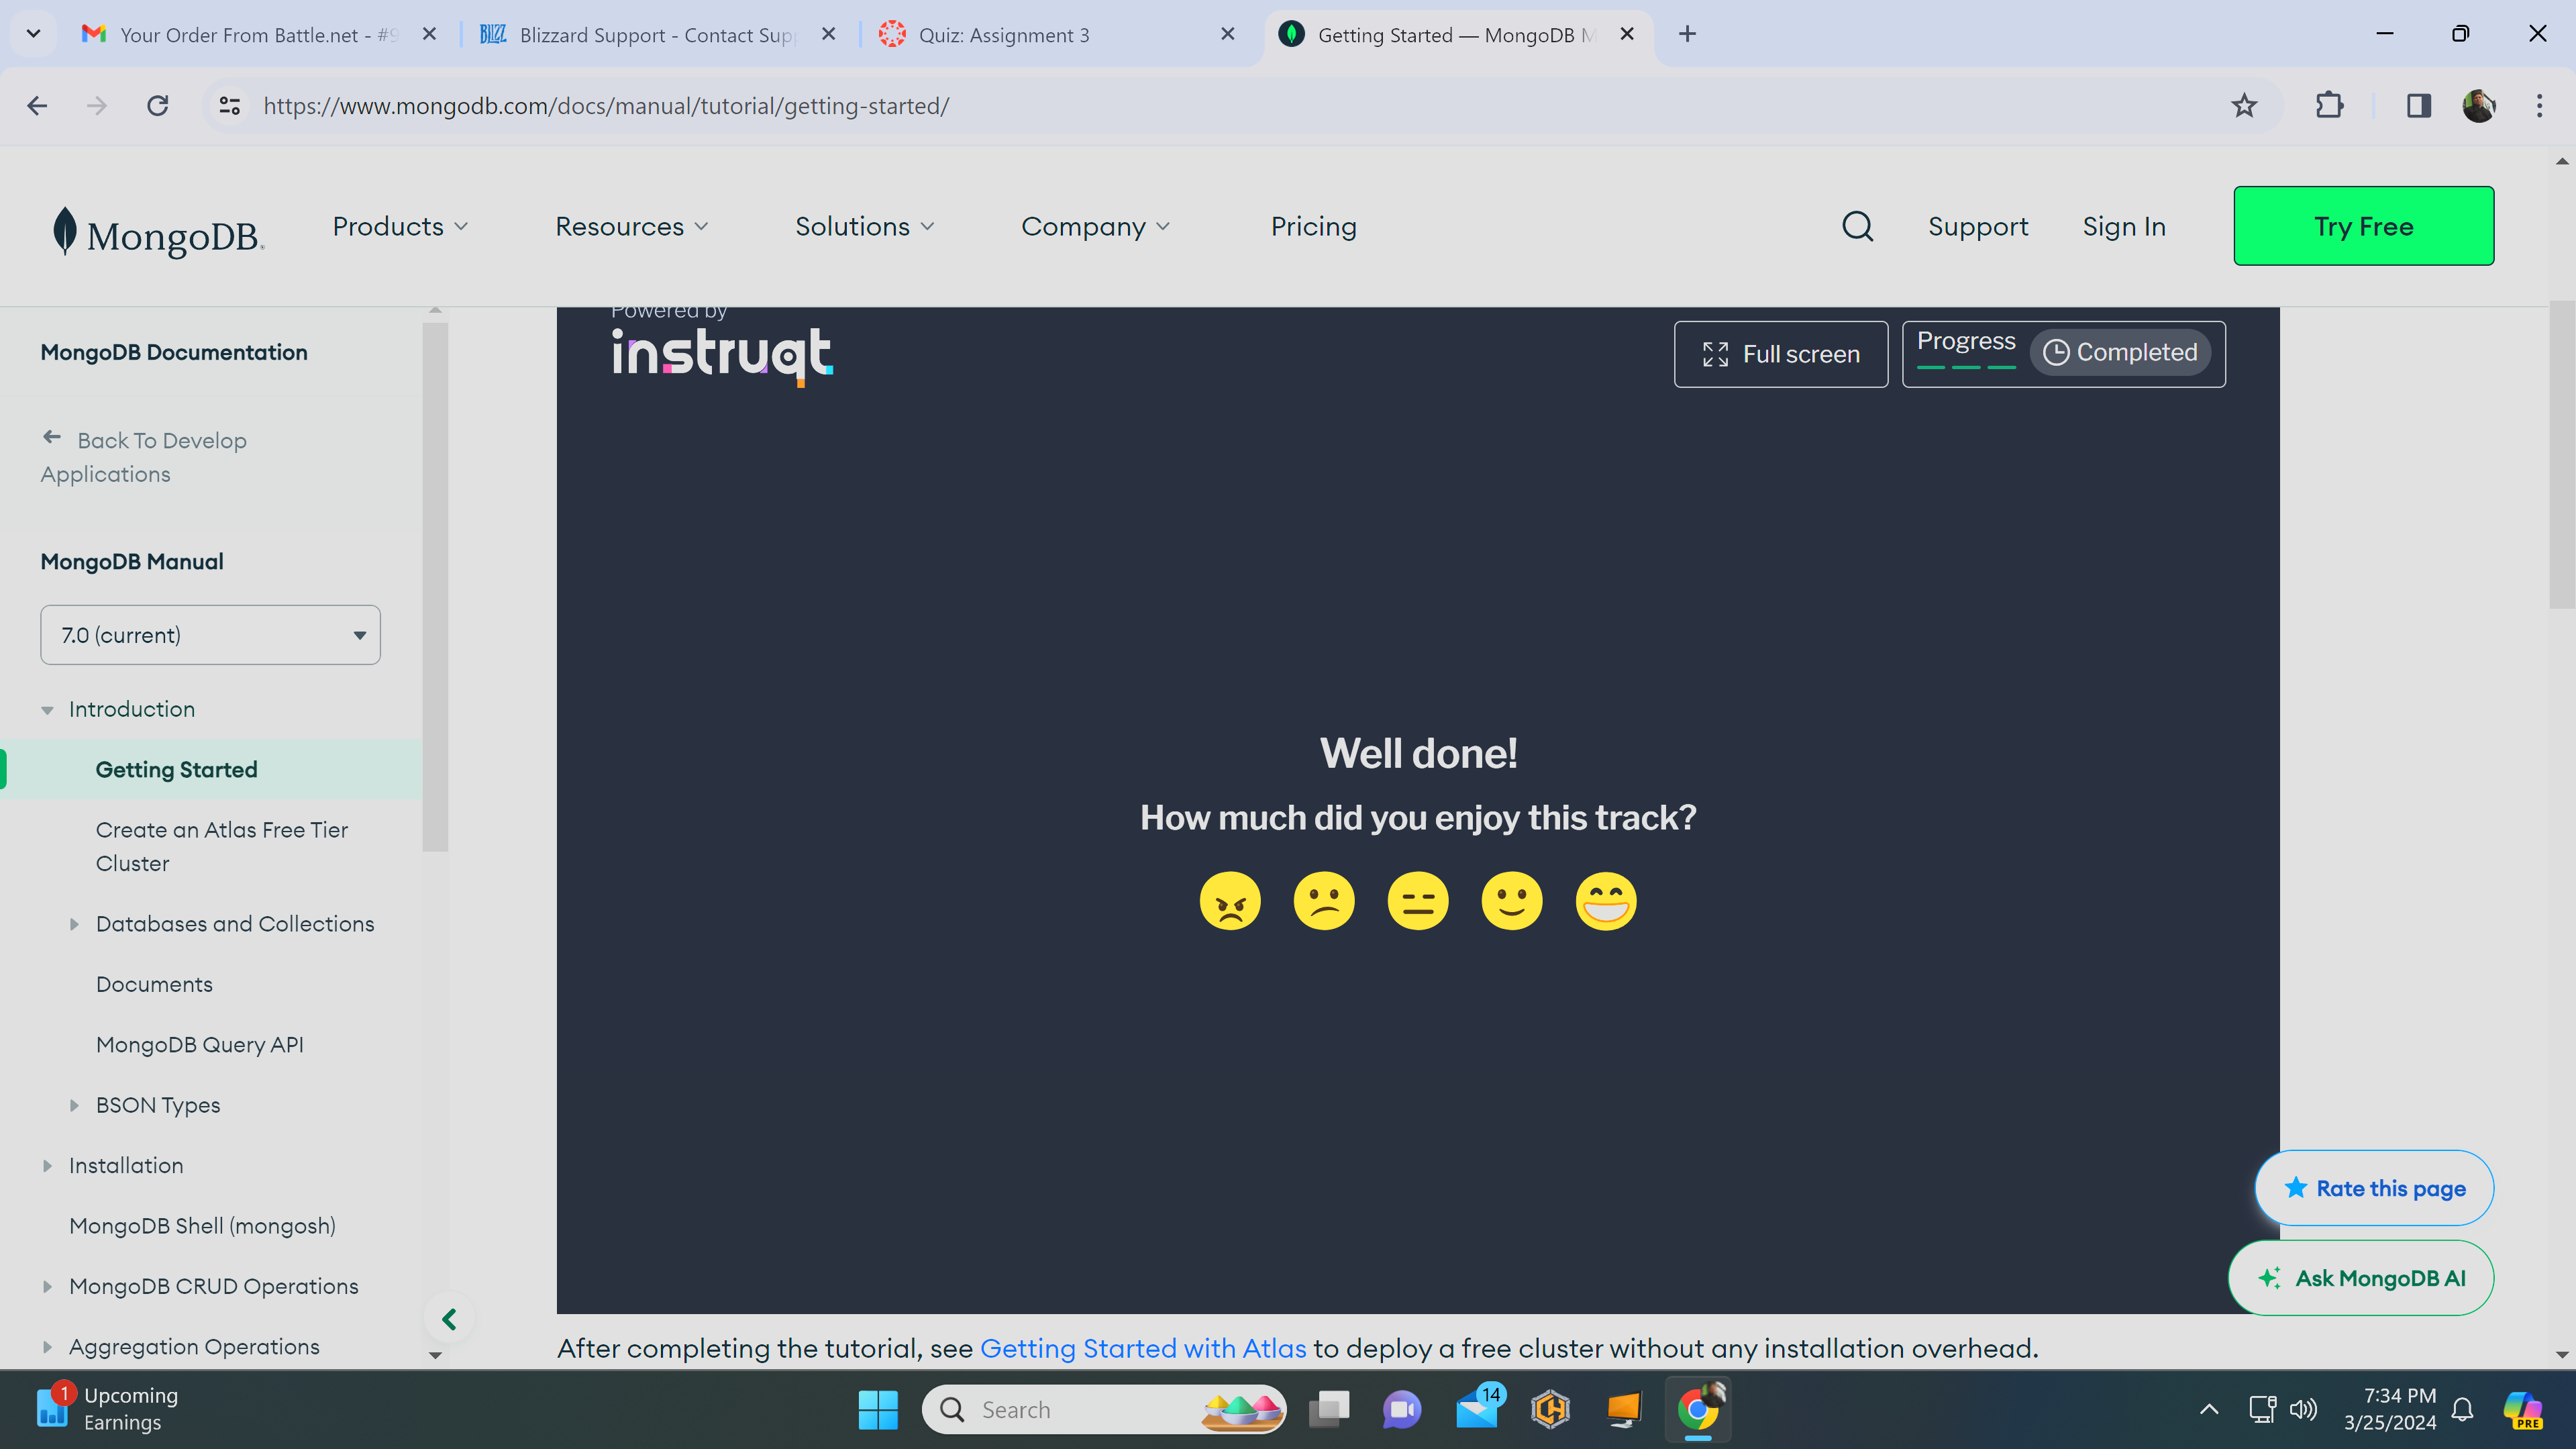 Your Order From Battle.net - #9
Blizzard Support - Contact Supp
Quiz: Assignment 3
Getting Started — MongoDB M
https://www.mongodb.com/docs/manual/tutorial/getting-started/
MongoDB.
Products
Resources
Solutions
Company
Pricing
Support
Sign In
Try Free
MongoDB Documentation
Back To Develop
Applications
MongoDB Manual
7.0 (current)
Introduction
Getting Started
Create an Atlas Free Tier
Cluster
Databases and Collections
Documents
MongoDB Query API
BSON Types
Installation
MongoDB Shell (mongosh)
MongoDB CRUD Operations
Aggregation Operations
Powered by
instruqt
Full screen
Progress
Completed
Well done!
How much did you enjoy this track?
Rate this page
Ask MongoDB AI
After completing the tutorial, see Getting Started with Atlas to deploy a free cluster without any installation overhead.
1
Upcoming
Earnings
Search
14
7:34 PM
3/25/2024
PRE